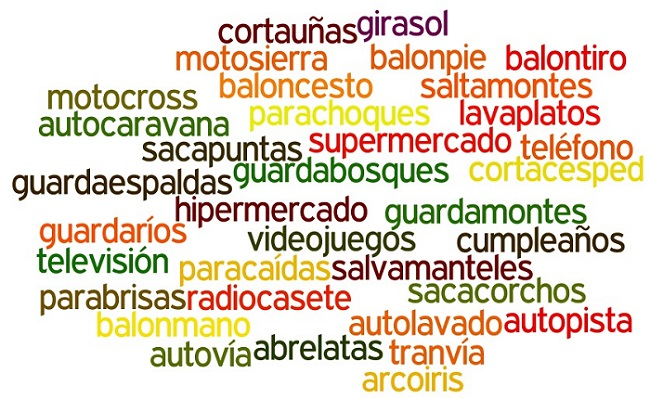 cortauñas girasol
motosierra balonpie balontiro
baloncesto saltamontes
motocross parachoques lavaplatos
autocaravana
sacapuntas supermercado teléfono
guardaespaldas guardabosques cortacesped
hipermercado guardamontes
guardaríos videojuegos cumpleaños
televisión paracaídas salvamanteles
parabrisas radiocasete sacacorchos
balonmano autolavado autopista
autovía abrelatas tranvía
arcoiris